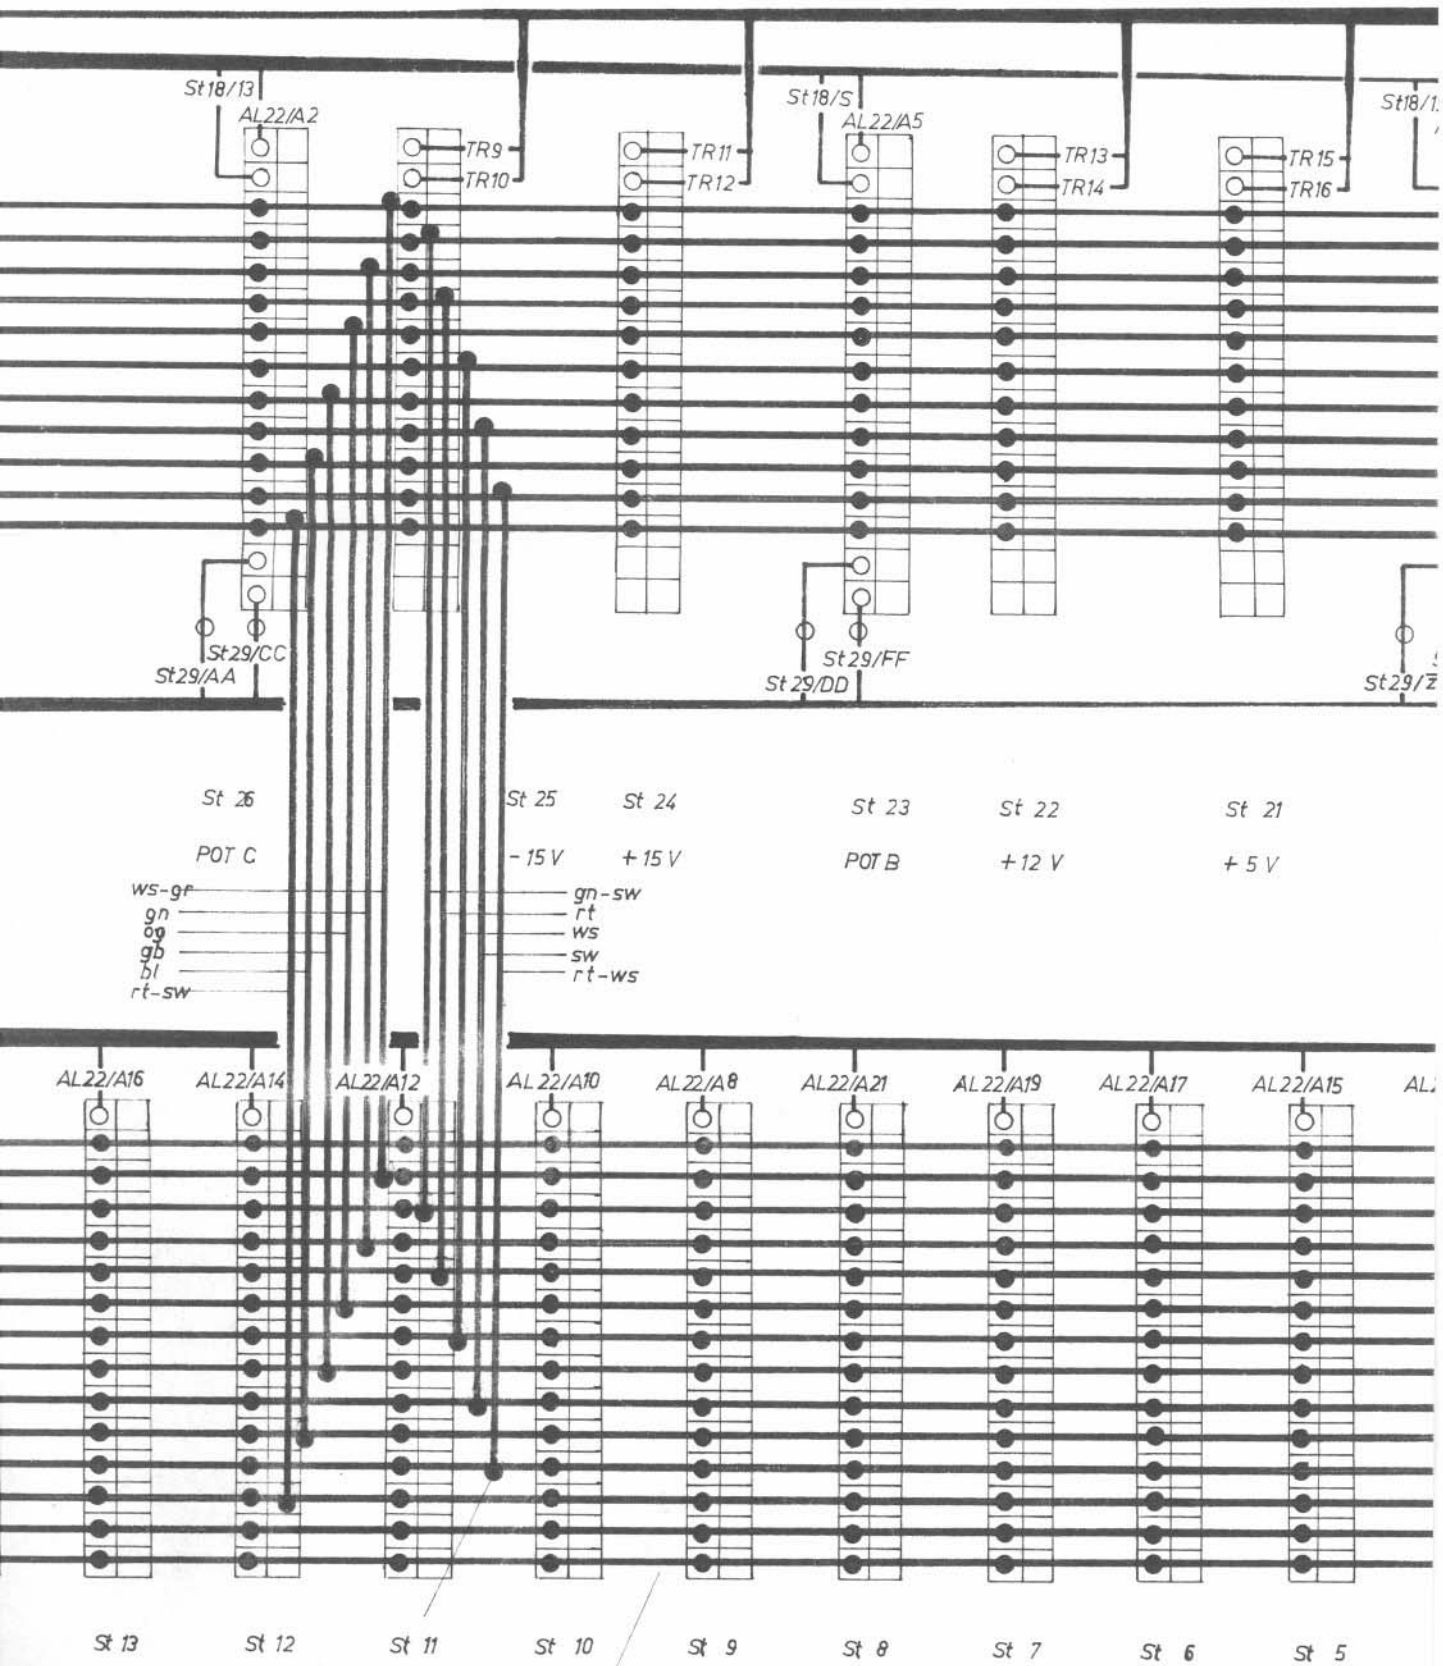 St18/13
St18/S
AL22/A2
AL22/A5
TR9
TR11
TR13
TR15
TR10
TR12
TR14
TR16
St29/CC
St29/FF
St29/AA
St29/DD
St 26
St 25
St 24
St 23
St 22
St 21
POT C
- 15 V
+ 15 V
POT B
+ 12 V
+ 5 V
ws-gr
gn-sw
gn
rt
og
ws
gb
sw
bl
rt-ws
rt-sw
AL22/A16
AL22/A14
AL22/A12
AL22/A10
AL22/A8
AL22/A21
AL22/A19
AL22/A17
AL22/A15
St 13
St 12
St 11
St 10
St 9
St 8
St 7
St 6
St 5